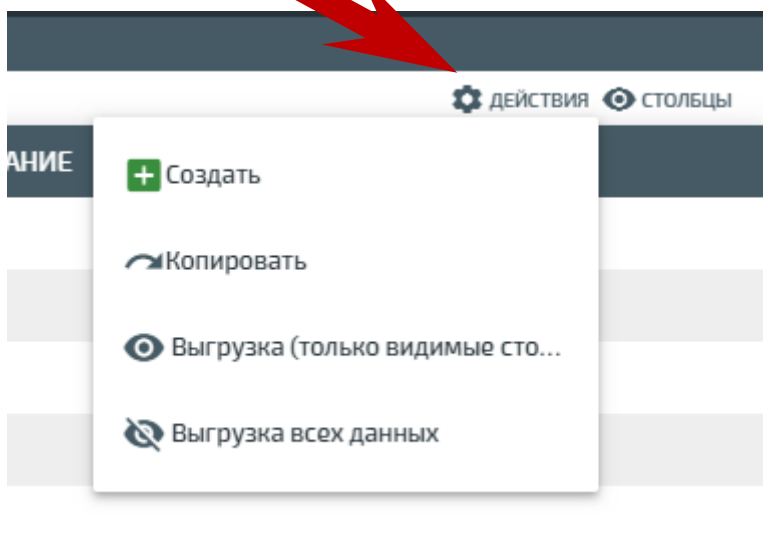 ДЕЙСТВИЯ СТОЛБЦЫ
АНИЕ
Создать
Копировать
Выгрузка (только видимые сто...
Выгрузка всех данных